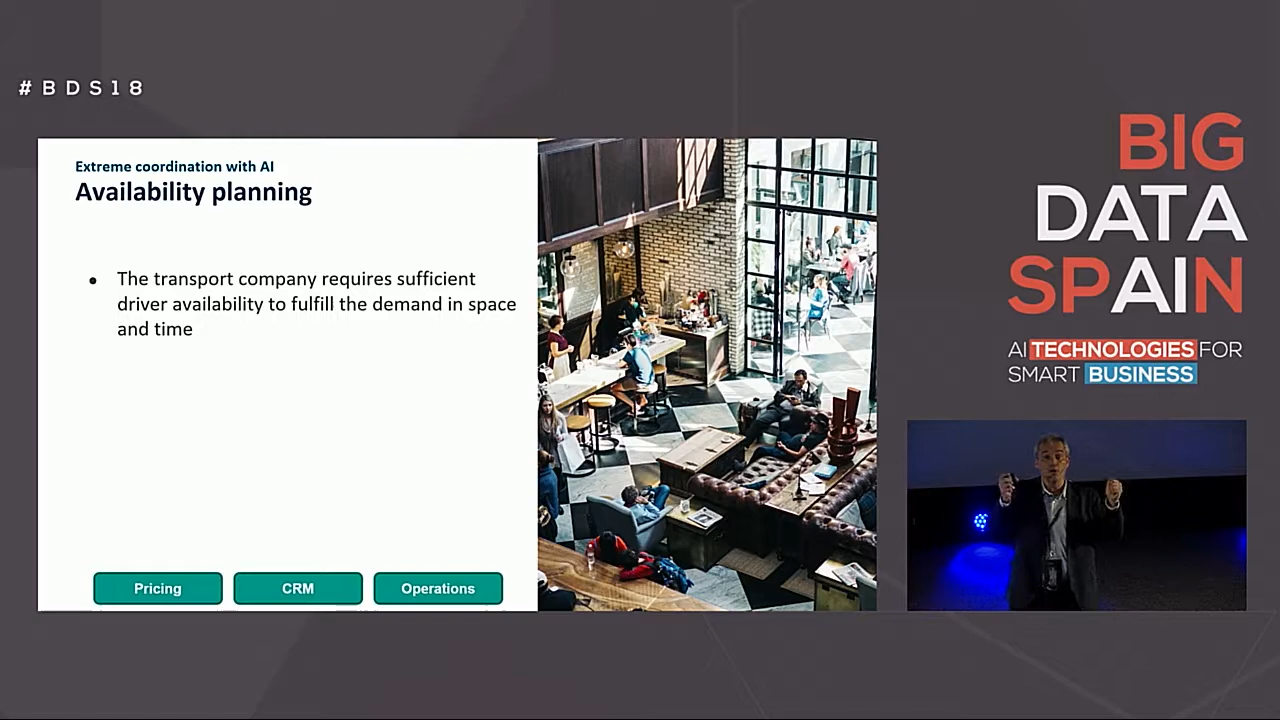 #BDS18
Extreme coordination with AI
Availability planning
● The transport company requires sufficient
driver availability to fulfill the demand in space
and time
Pricing
CRM
Operations
BIG
DATA
SPAIN
AI TECHNOLOGIES FOR
SMART BUSINESS